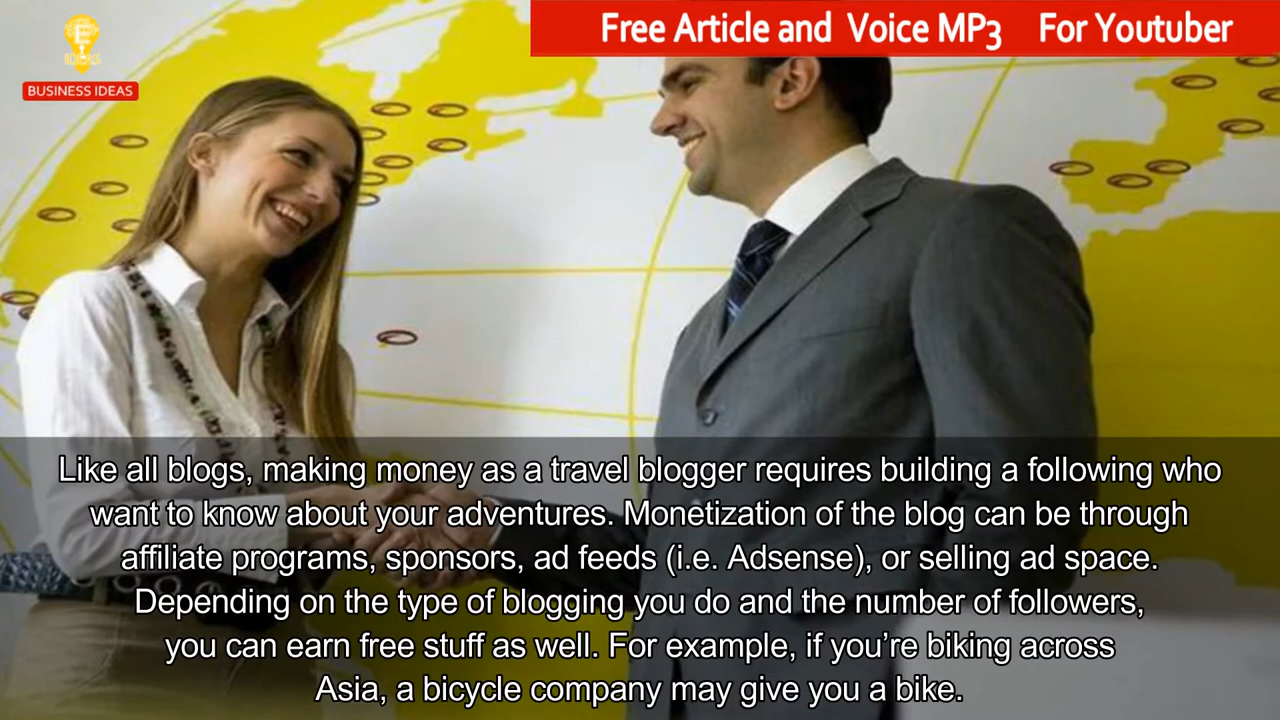 Free Article and Voice MP3 For Youtuber
IDEAS
BUSINESS IDEAS
Like all blogs, making money as a travel blogger requires building a following who
want to know about your adventures. Monetization of the blog can be through
affiliate programs, sponsors, ad feeds (i.e. Adsense), or selling ad space.
Depending on the type of blogging you do and the number of followers,
you can earn free stuff as well. For example, if you’re biking across
Asia, a bicycle company may give you a bike.